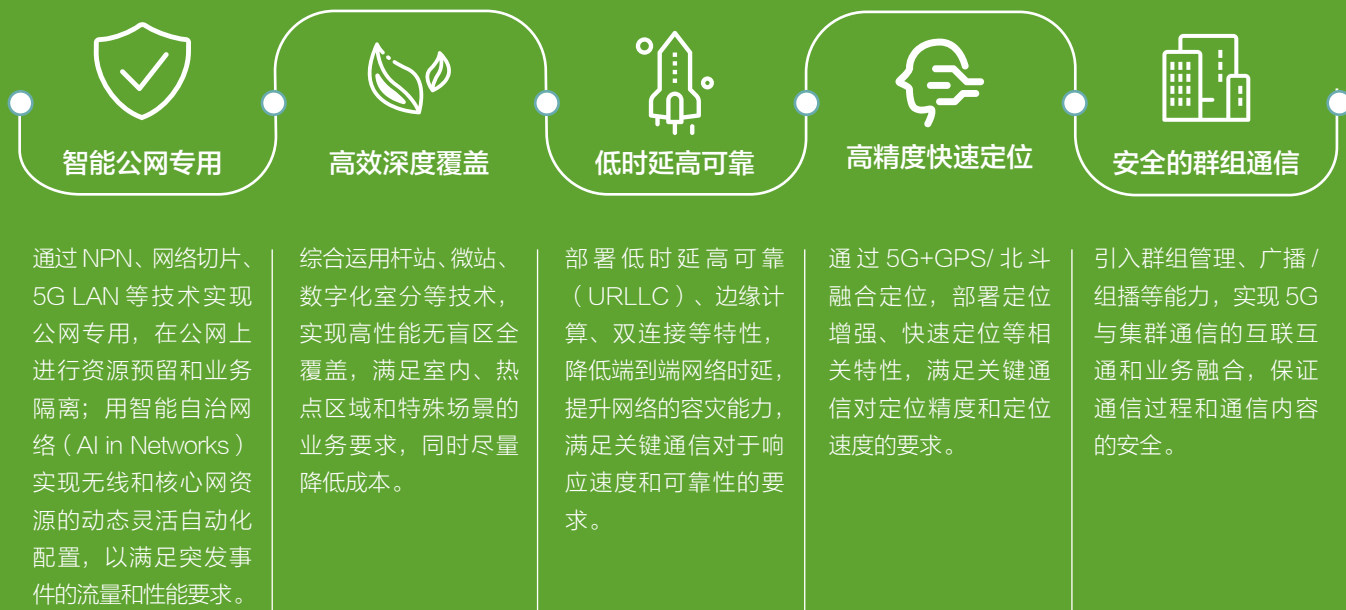 智能公网专用
高效深度覆盖
低时延高可靠
高精度快速定位
安全的群组通信
通过 NPN、网络切片、
5G LAN 等技术实现
公网专用，在公网上
进行资源预留和业务
隔离；用智能自治网
络（AI in Networks）
实现无线和核心网资
源的动态灵活自动化
配置，以满足突发事
件的流量和性能要求。
综合运用杆站、微站、
数字化室分等技术，
实现高性能无盲区全
覆盖，满足室内、热
点区域和特殊场景的
业务要求，同时尽量
降低成本。
部署低时延高可靠
（URLLC）、边缘计
算、双连接等特性，
降低端到端网络时延，
提升网络的容灾能力，
满足关键通信对于响
应速度和可靠性的要
求。
通过 5G+GPS/ 北斗
融合定位，部署定位
增强、快速定位等相
关特性，满足关键通
信对定位精度和定位
速度的要求。
引入群组管理、广播 /
组播等能力，实现 5G
与集群通信的互联互
通和业务融合，保证
通信过程和通信内容
的安全。